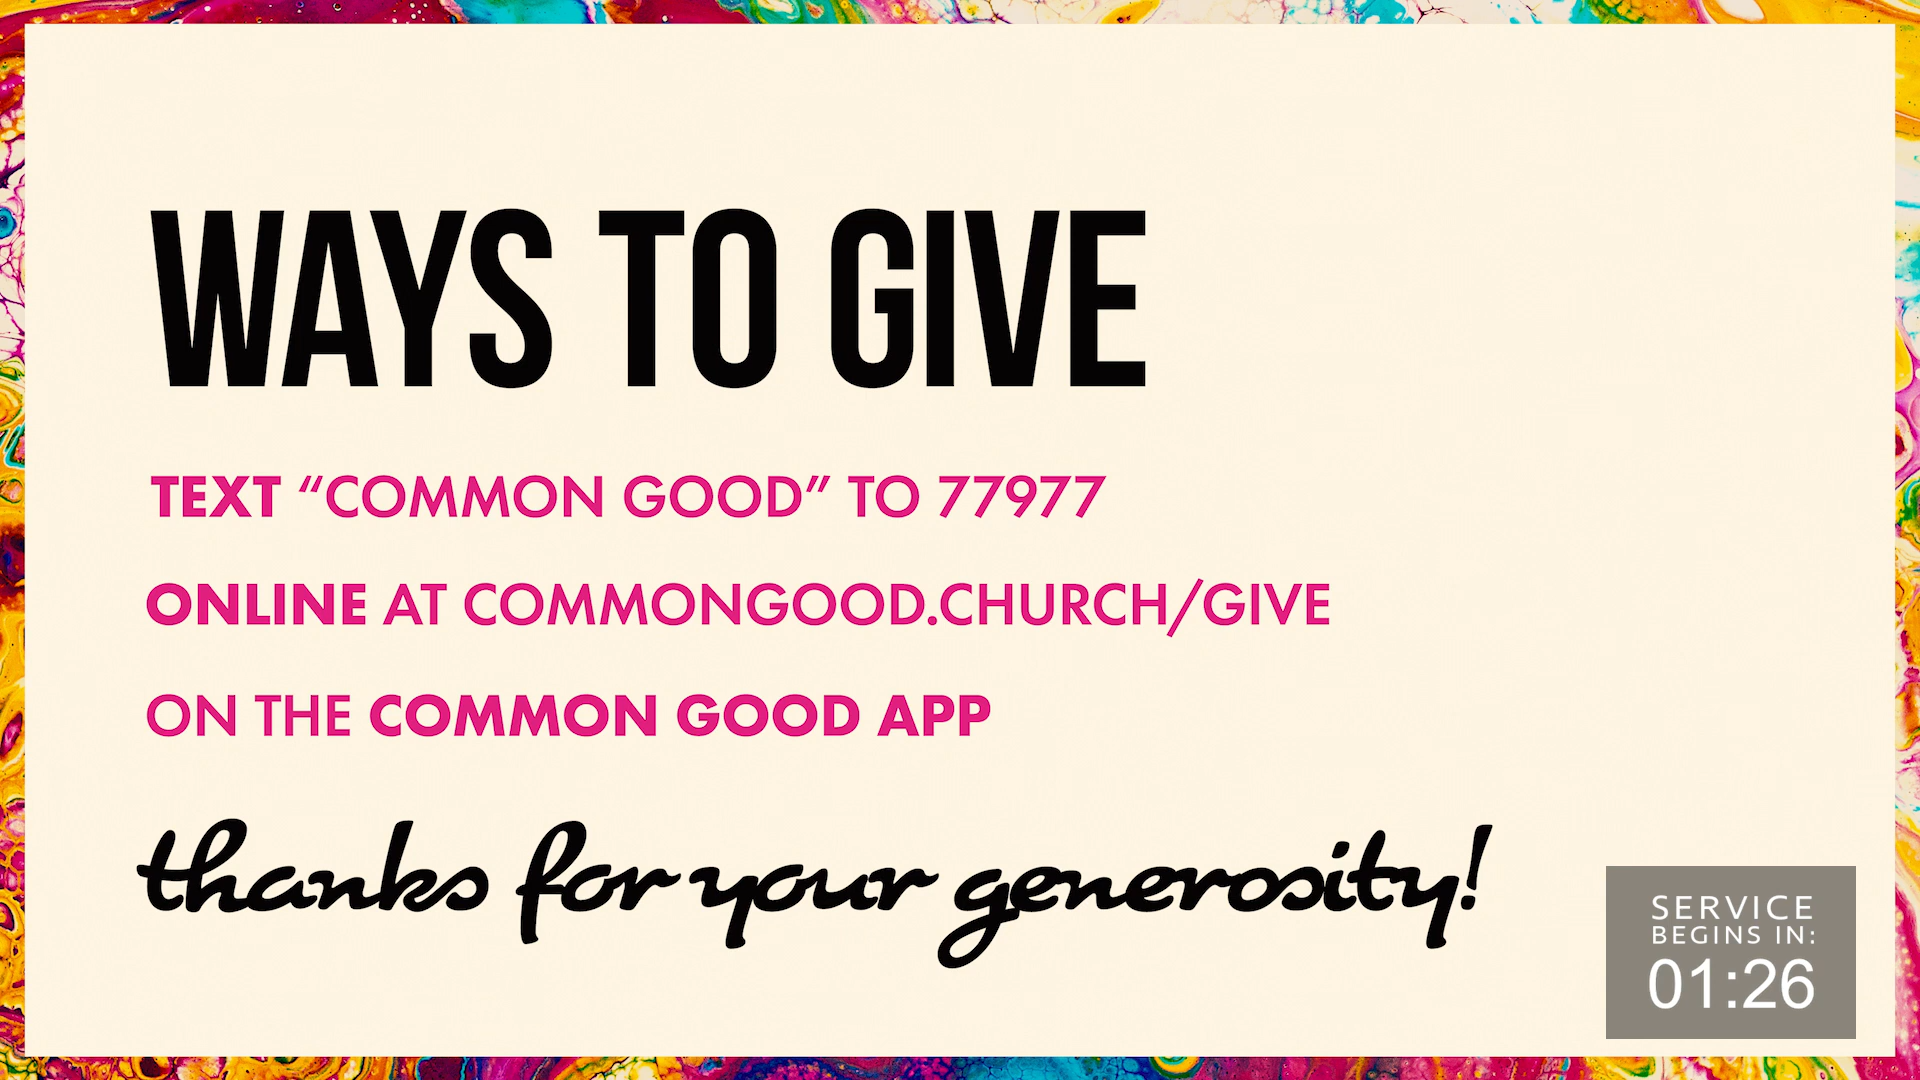 WAYS TO GIVE
TEXT “COMMON GOOD” TO 77977
ONLINE AT COMMONGOOD.CHURCH/GIVE
ON THE COMMON GOOD APP
thanks for your generosity!
SERVICE
BEGINS IN:
01:26